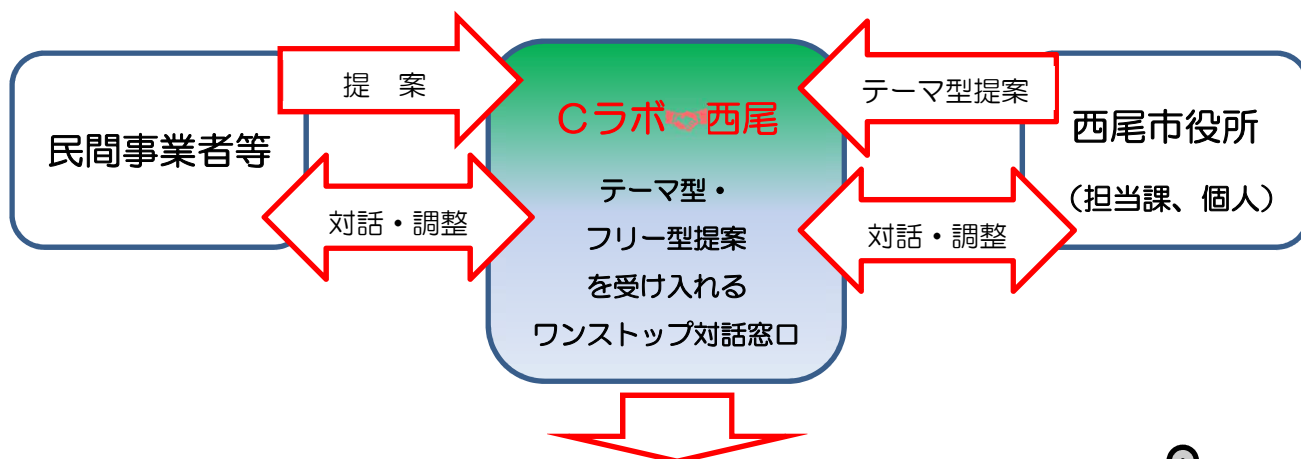 民間事業者等
提　案
対話・調整
Cラボ🤝西尾
テーマ型・
フリー型提案
を受け入れる
ワンストップ対話窓口
テーマ型提案
対話・調整
西尾市役所
（担当課、個人）